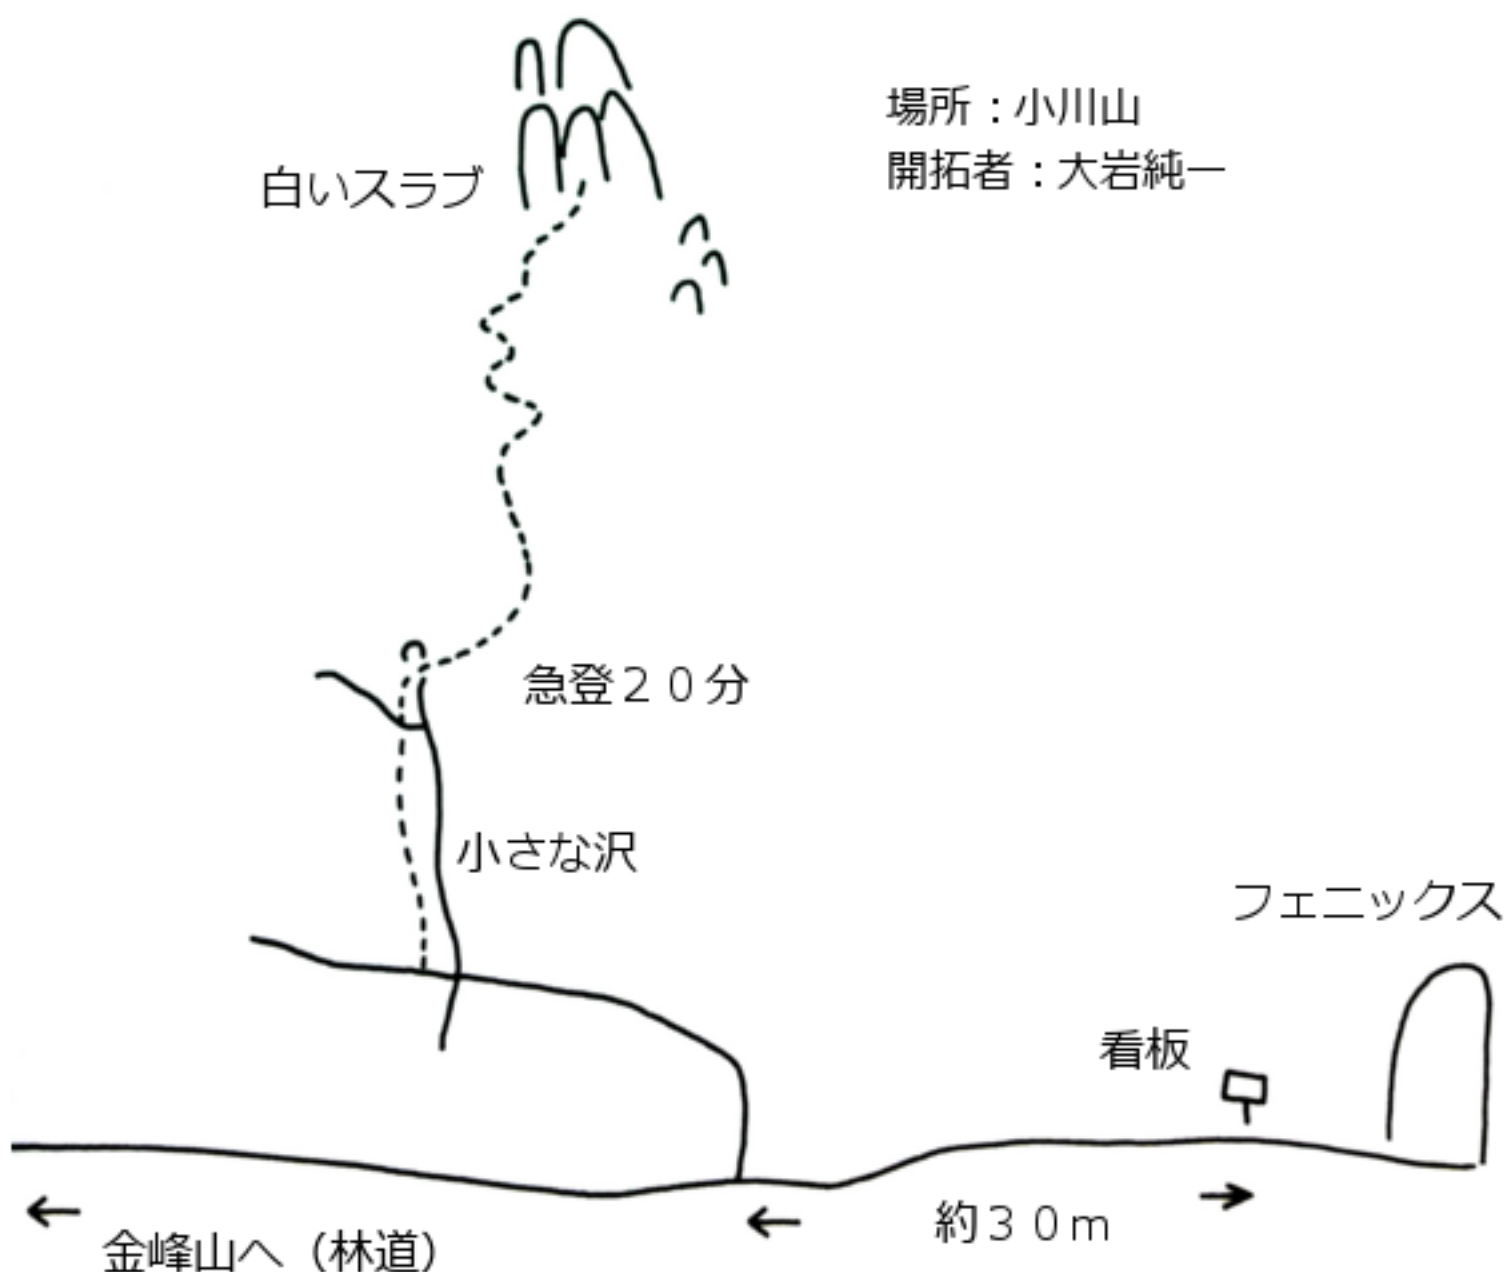 場所：小川山
開拓者：大岩純一
白いスラブ
急登２０分
小さな沢
フェニックス
看板
約３０ｍ
金峰山へ（林道）